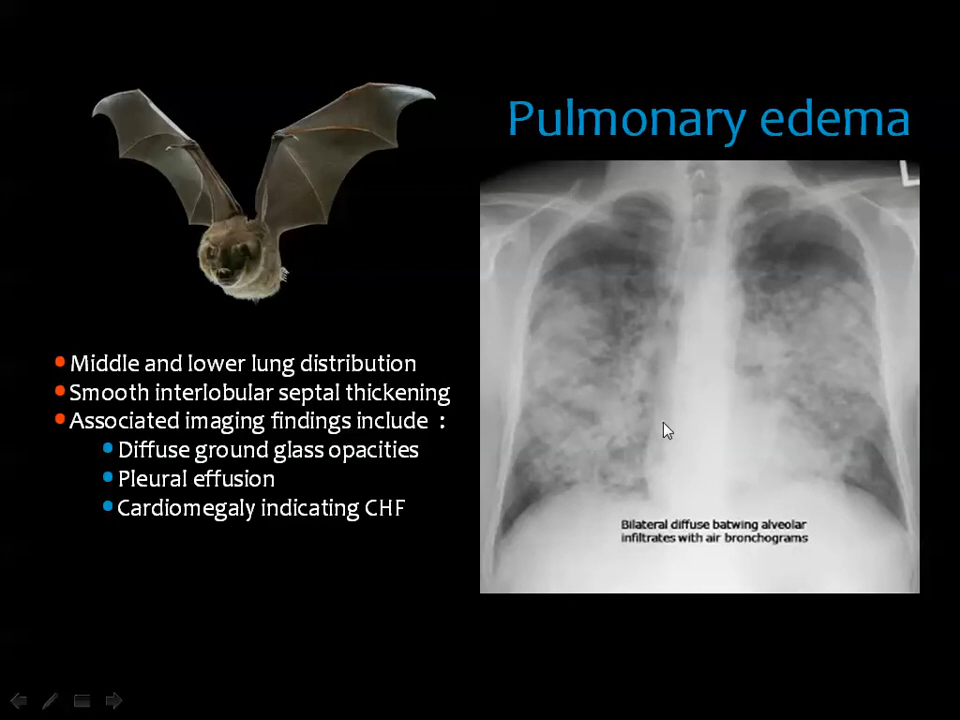 Pulmonary edema
• Middle and lower lung distribution
• Smooth interlobular septal thickening
• Associated imaging findings include :
• Diffuse ground glass opacities
• Pleural effusion
• Cardiomegaly indicating CHF
Bilateral diffuse batwing alveolar
infiltrates with air bronchograms